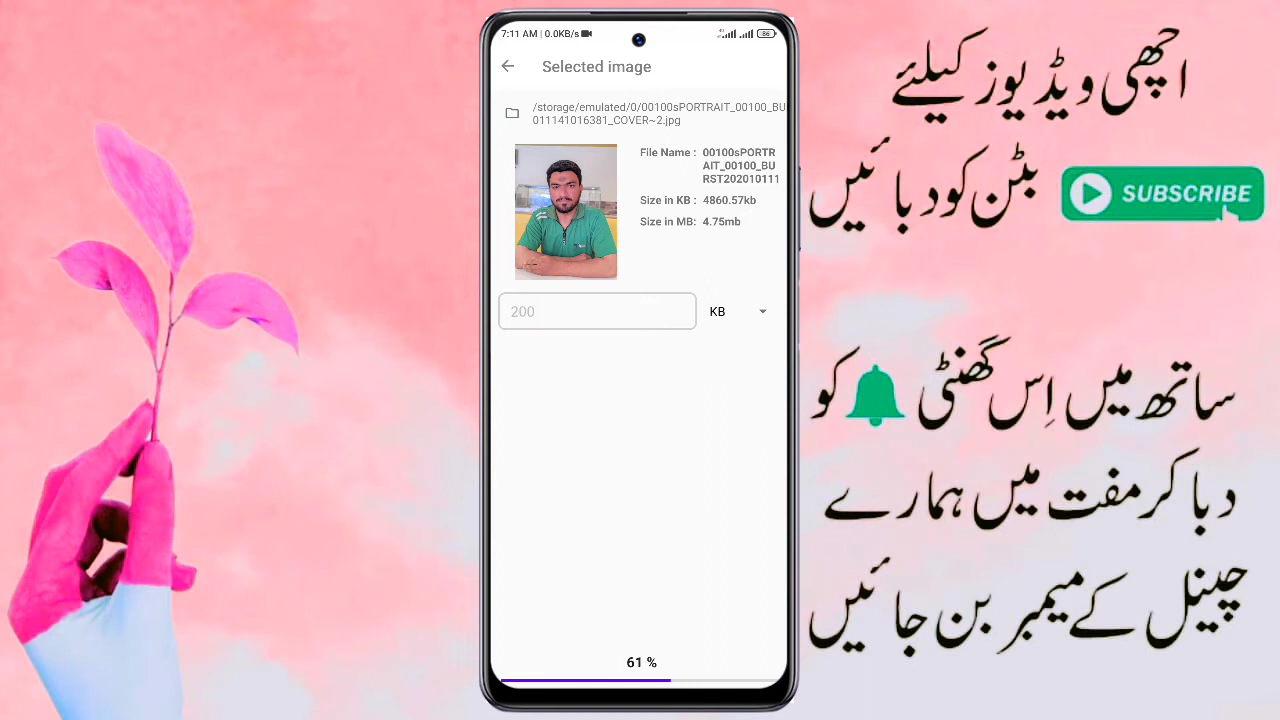 7:11 AM | 0.0KB/s
86
Selected image
/storage/emulated/0/00100sPORTRAIT_00100_BU
011141016381_COVER~2.jpg
File Name : 00100sPORTR
AIT_00100_BU
RST202010111
Size in KB : 4860.57kb
Size in MB: 4.75mb
200 KB
61 %
اچھی ویڈیوز کیلئے
بٹن کو دبائیں SUBSCRIBE
ساتھ میں اِس گھنٹی کو
دبا کر مفت میں ہمارے
چینل کے میمبر بن جائیں